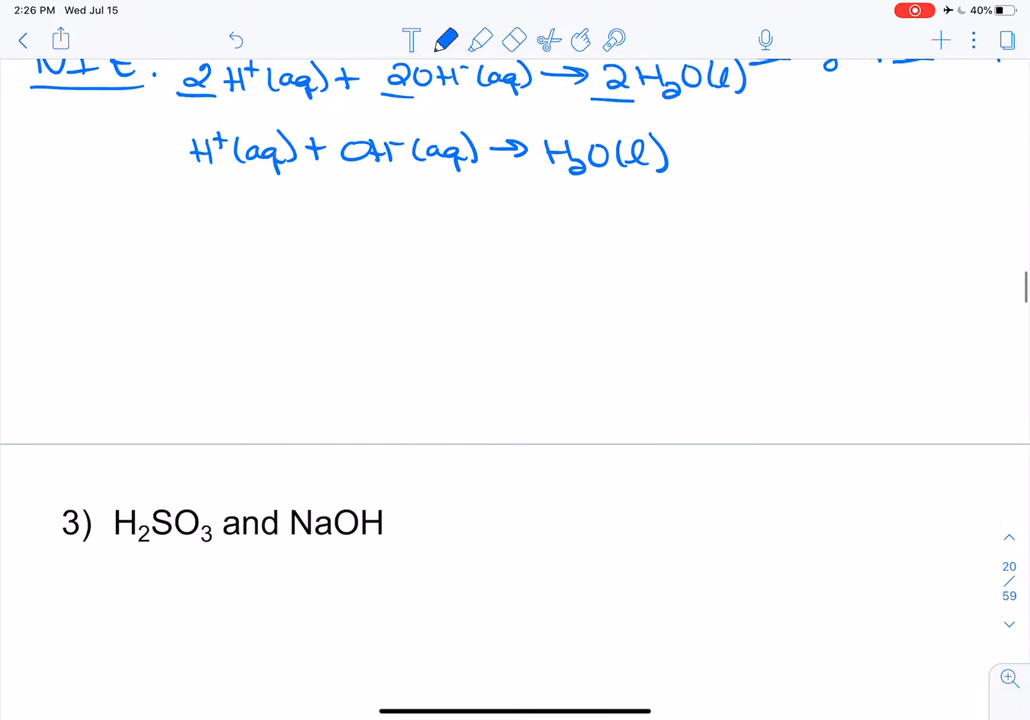 2:26 PM Wed Jul 15 40%
NIE. 2 H⁺(aq) + 2OH⁻(aq) → 2 H₂O(l)
H⁺(aq) + OH⁻(aq) → H₂O(l)
3) H₂SO₃ and NaOH
20
/
59